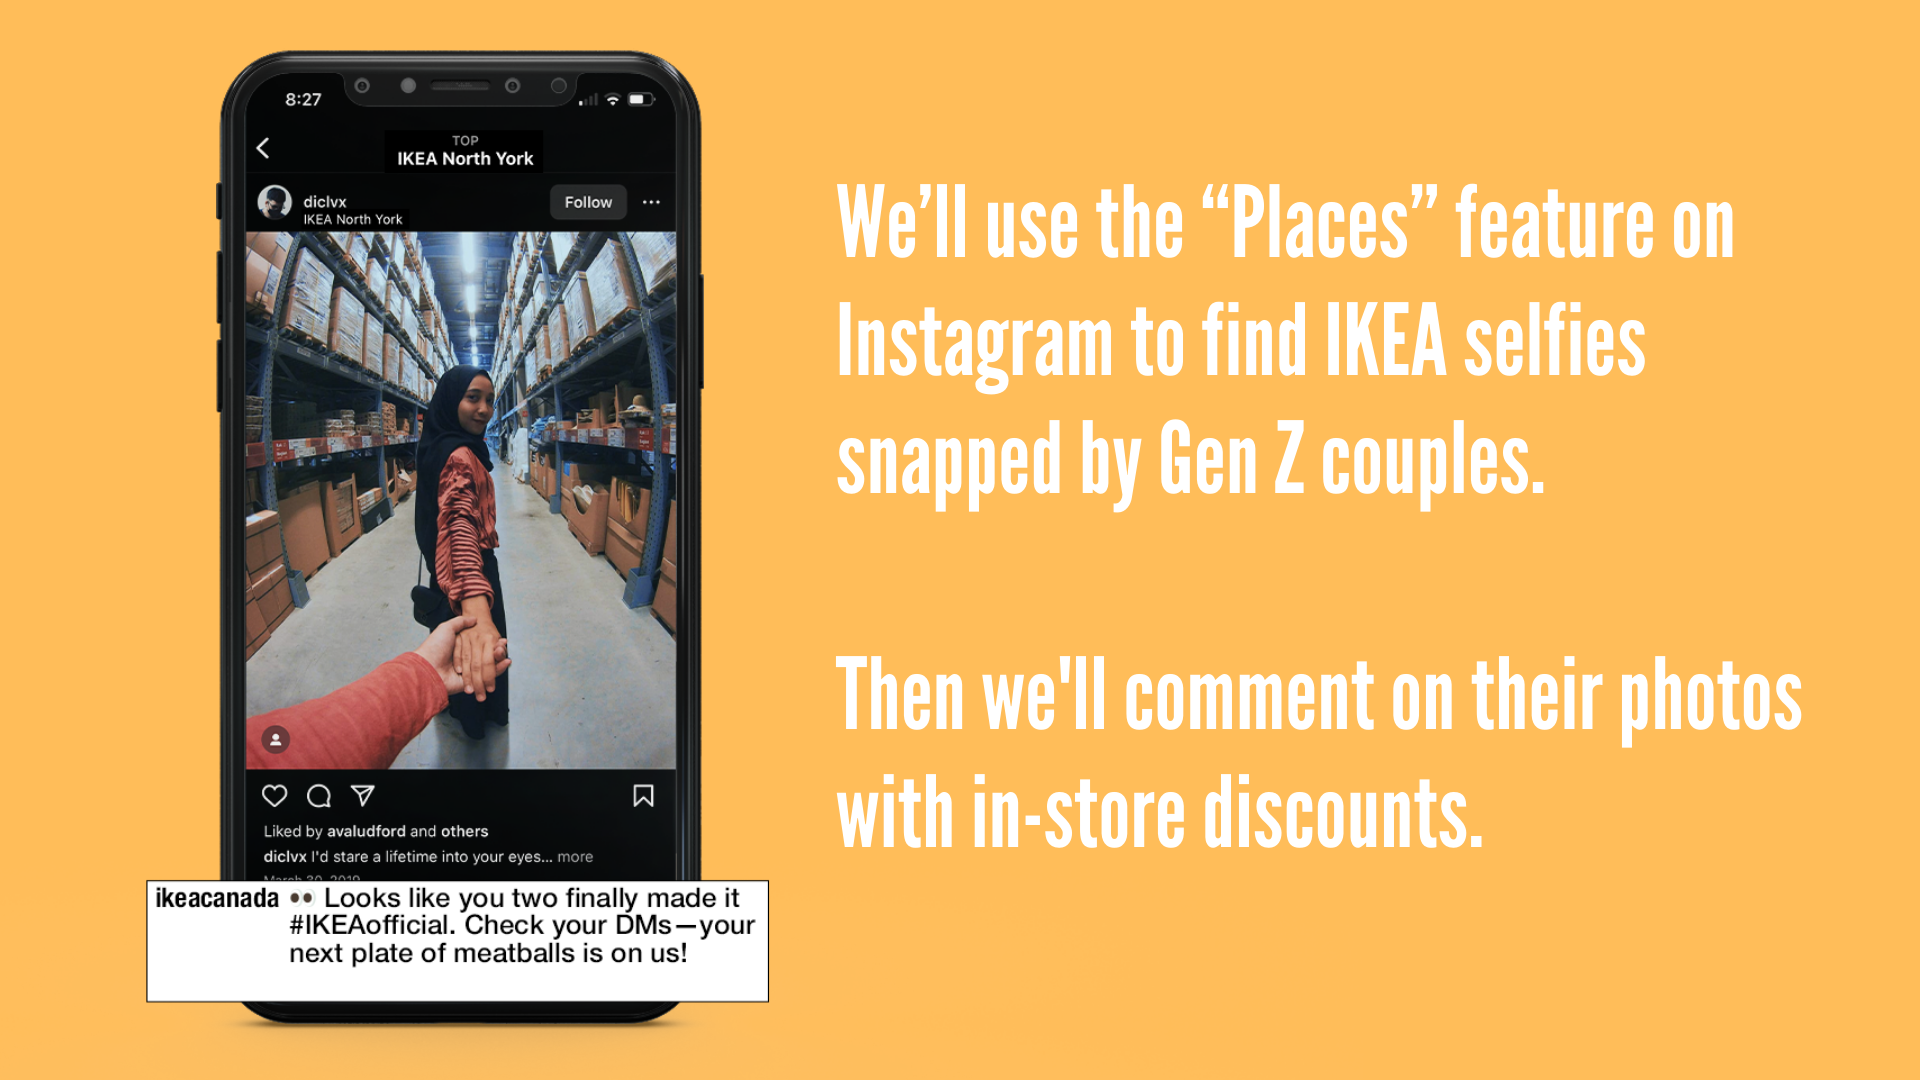 8:27
TOP
IKEA North York
diclvx
IKEA North York
Follow
Liked by avaludford and others
diclvx I'd stare a lifetime into your eyes... more
March 30, 2019
ikeacanada 👀 Looks like you two finally made it
#IKEAofficial. Check your DMs—your
next plate of meatballs is on us!
We’ll use the “Places” feature on
Instagram to find IKEA selfies
snapped by Gen Z couples.
Then we'll comment on their photos
with in-store discounts.